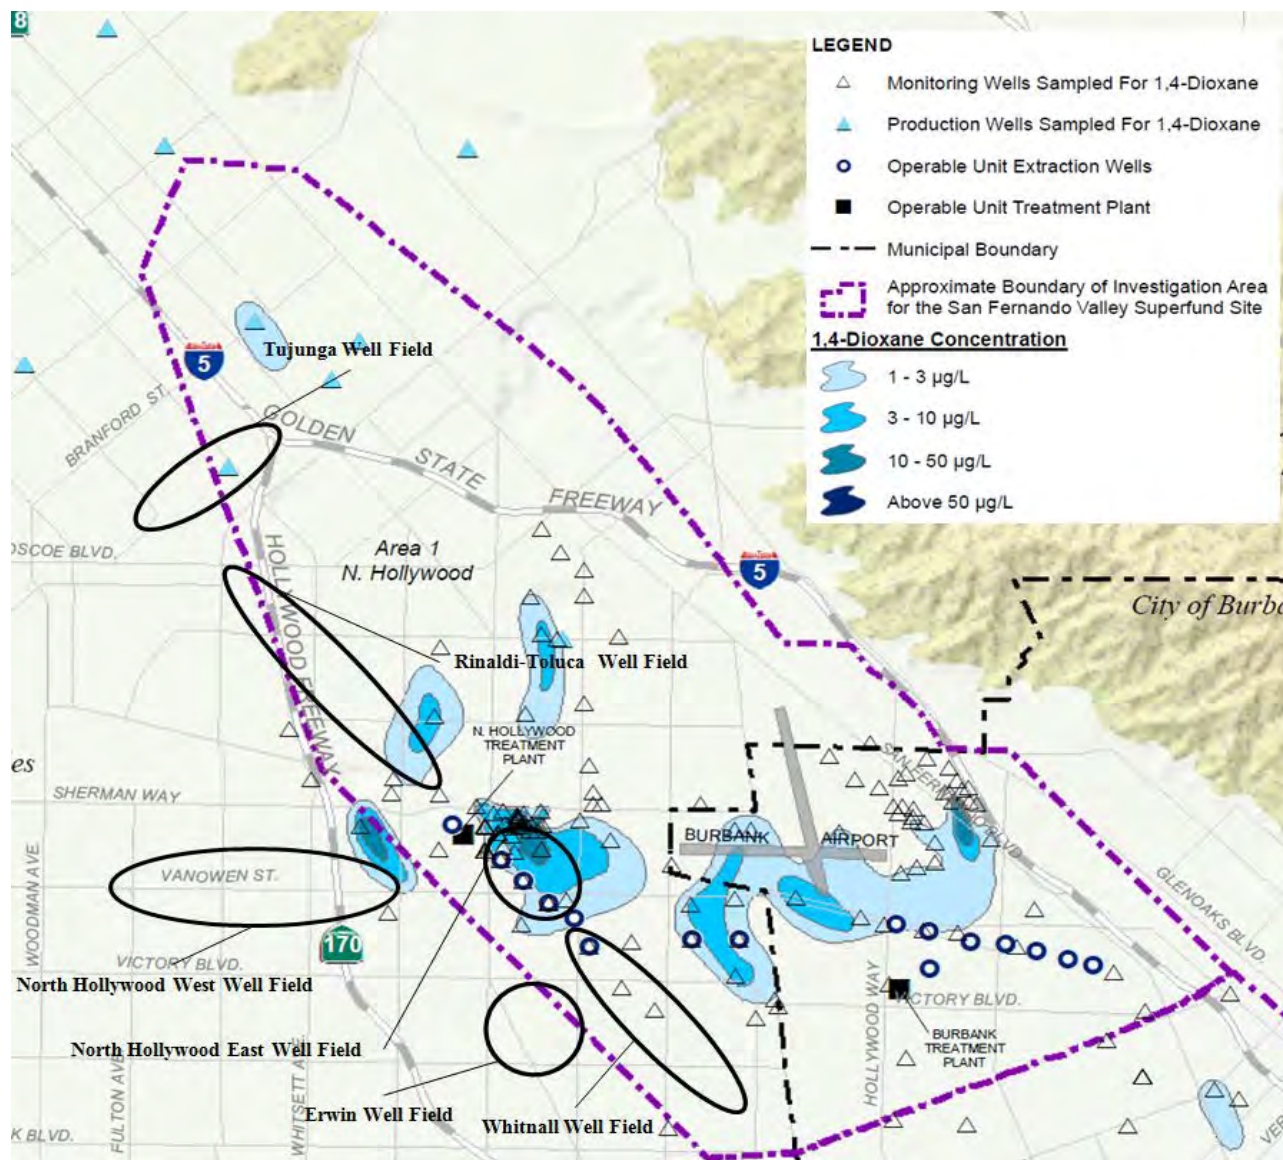 8
LEGEND
Monitoring Wells Sampled For 1,4-Dioxane
Production Wells Sampled For 1,4-Dioxane
Operable Unit Extraction Wells
Operable Unit Treatment Plant
Municipal Boundary
Approximate Boundary of Investigation Area
for the San Fernando Valley Superfund Site
1,4-Dioxane Concentration
1 - 3 µg/L
3 - 10 µg/L
10 - 50 µg/L
Above 50 µg/L
5
Tujunga Well Field
BRANFORD ST.
GOLDEN
STATE
FREEWAY
OSCOE BLVD.
Area 1
N. Hollywood
5
City of Burba
HOLLYWOOD FREEWAY
Rinaldi-Toluca Well Field
N. HOLLYWOOD
TREATMENT
PLANT
es
SHERMAN WAY
SAN FERNANDO BLVD
BURBANK
AIRPORT
WOODMAN AVE.
VANOWEN ST.
GLENOAKS BLVD.
170
VICTORY BLVD.
North Hollywood West Well Field
HOLLYWOOD WAY
VICTORY BLVD.
North Hollywood East Well Field
BURBANK
TREATMENT
PLANT
FULTON AVE.
WHITSETT AVE.
Erwin Well Field
Whitnall Well Field
K BLVD.
VER